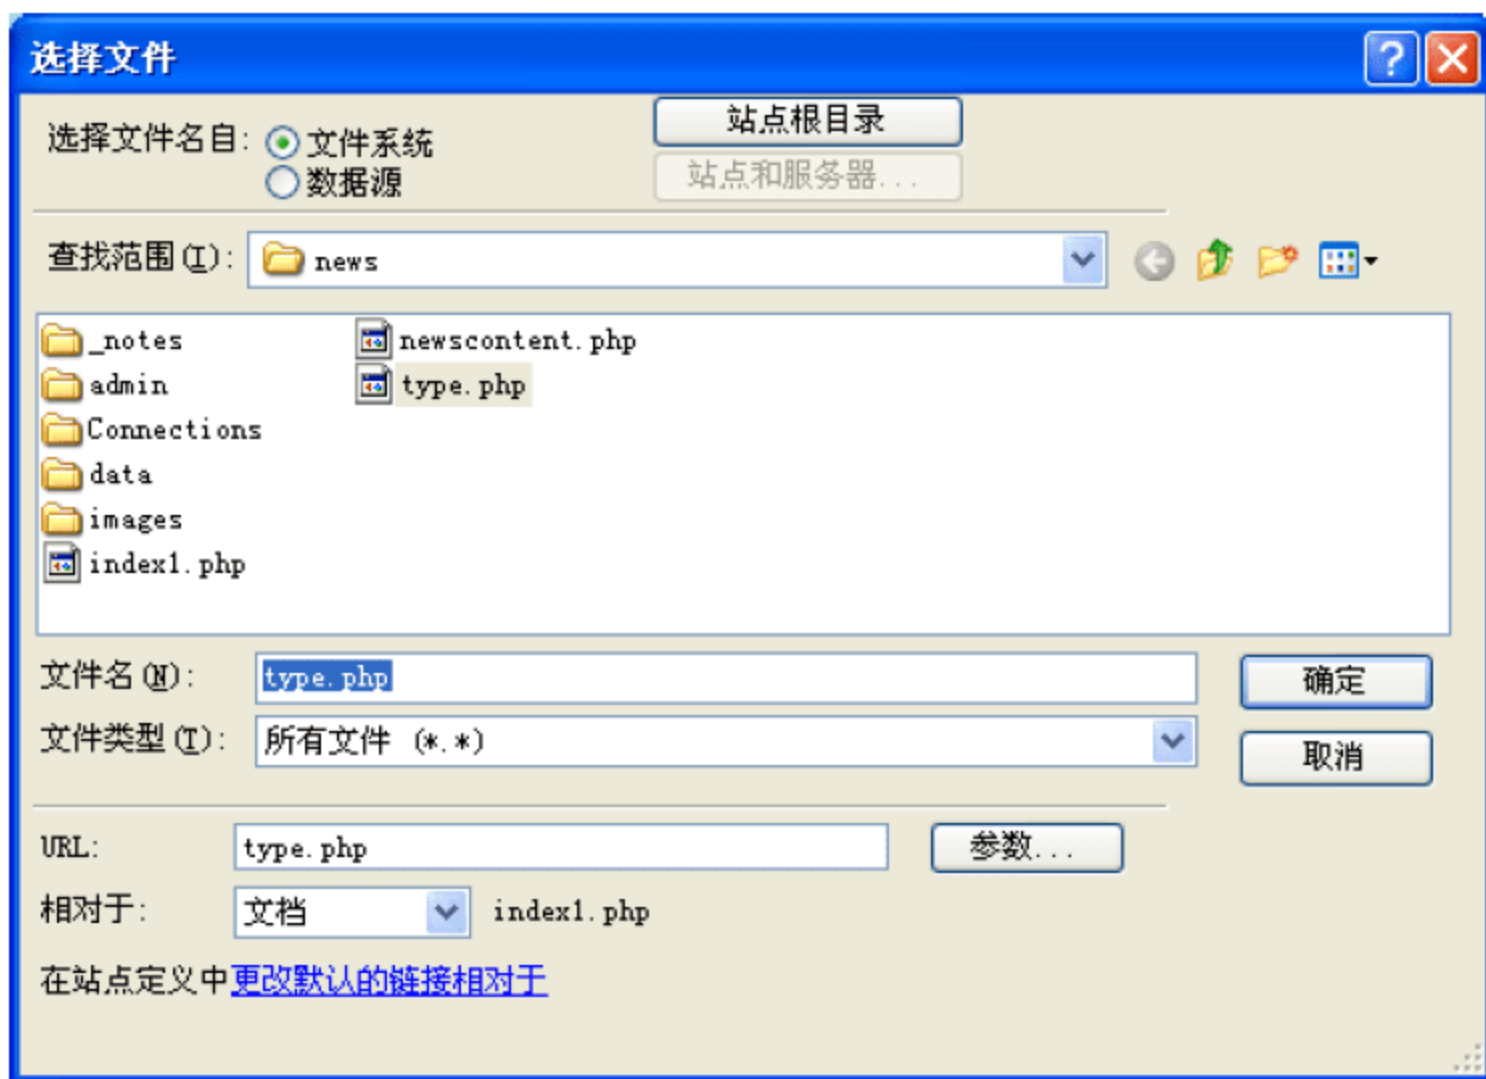 选择文件
选择文件名自:
文件系统
站点根目录
数据源
站点和服务器...
查找范围(I):
news
_notes
admin
Connections
data
images
index1.php
newscontent.php
type.php
文件名(N):
type.php
确定
文件类型(T):
所有文件 (*.*)
取消
URL:
type.php
参数...
相对于:
文档
index1.php
在站点定义中更改默认的链接相对于